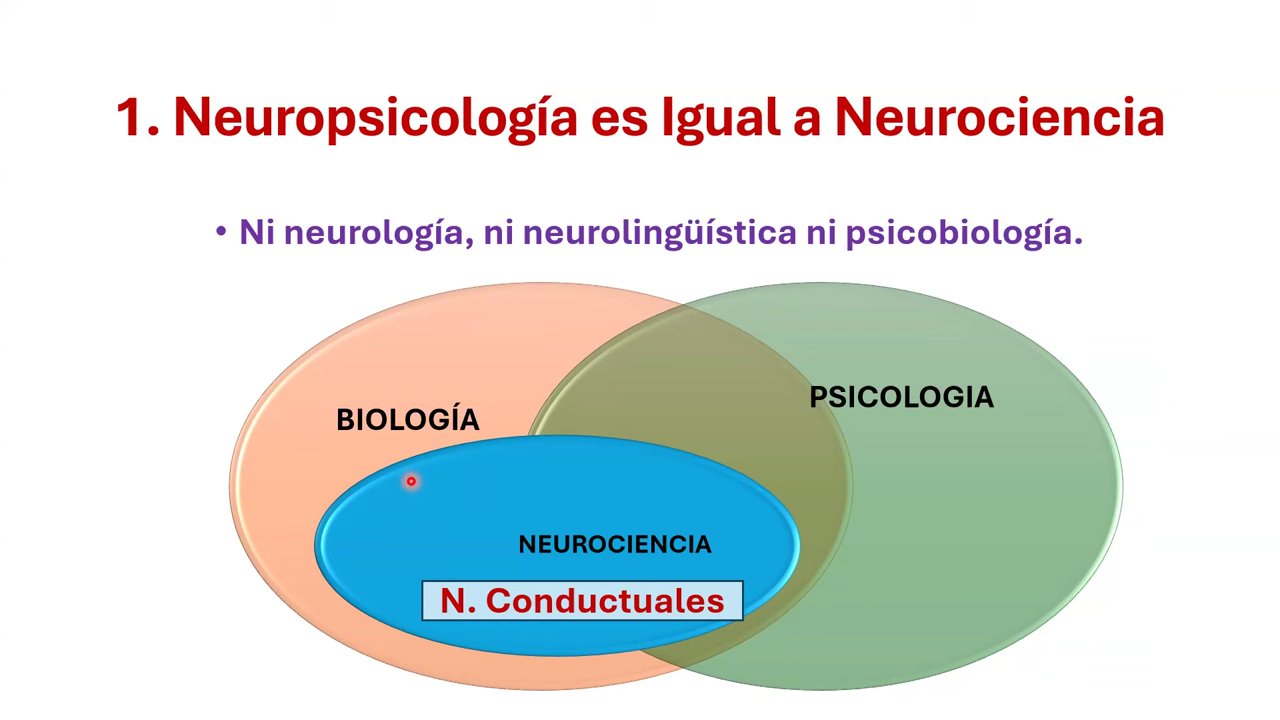 1. Neuropsicología es Igual a Neurociencia
• Ni neurología, ni neurolingüística ni psicobiología.
PSICOLOGIA
BIOLOGÍA
NEUROCIENCIA
N. Conductuales